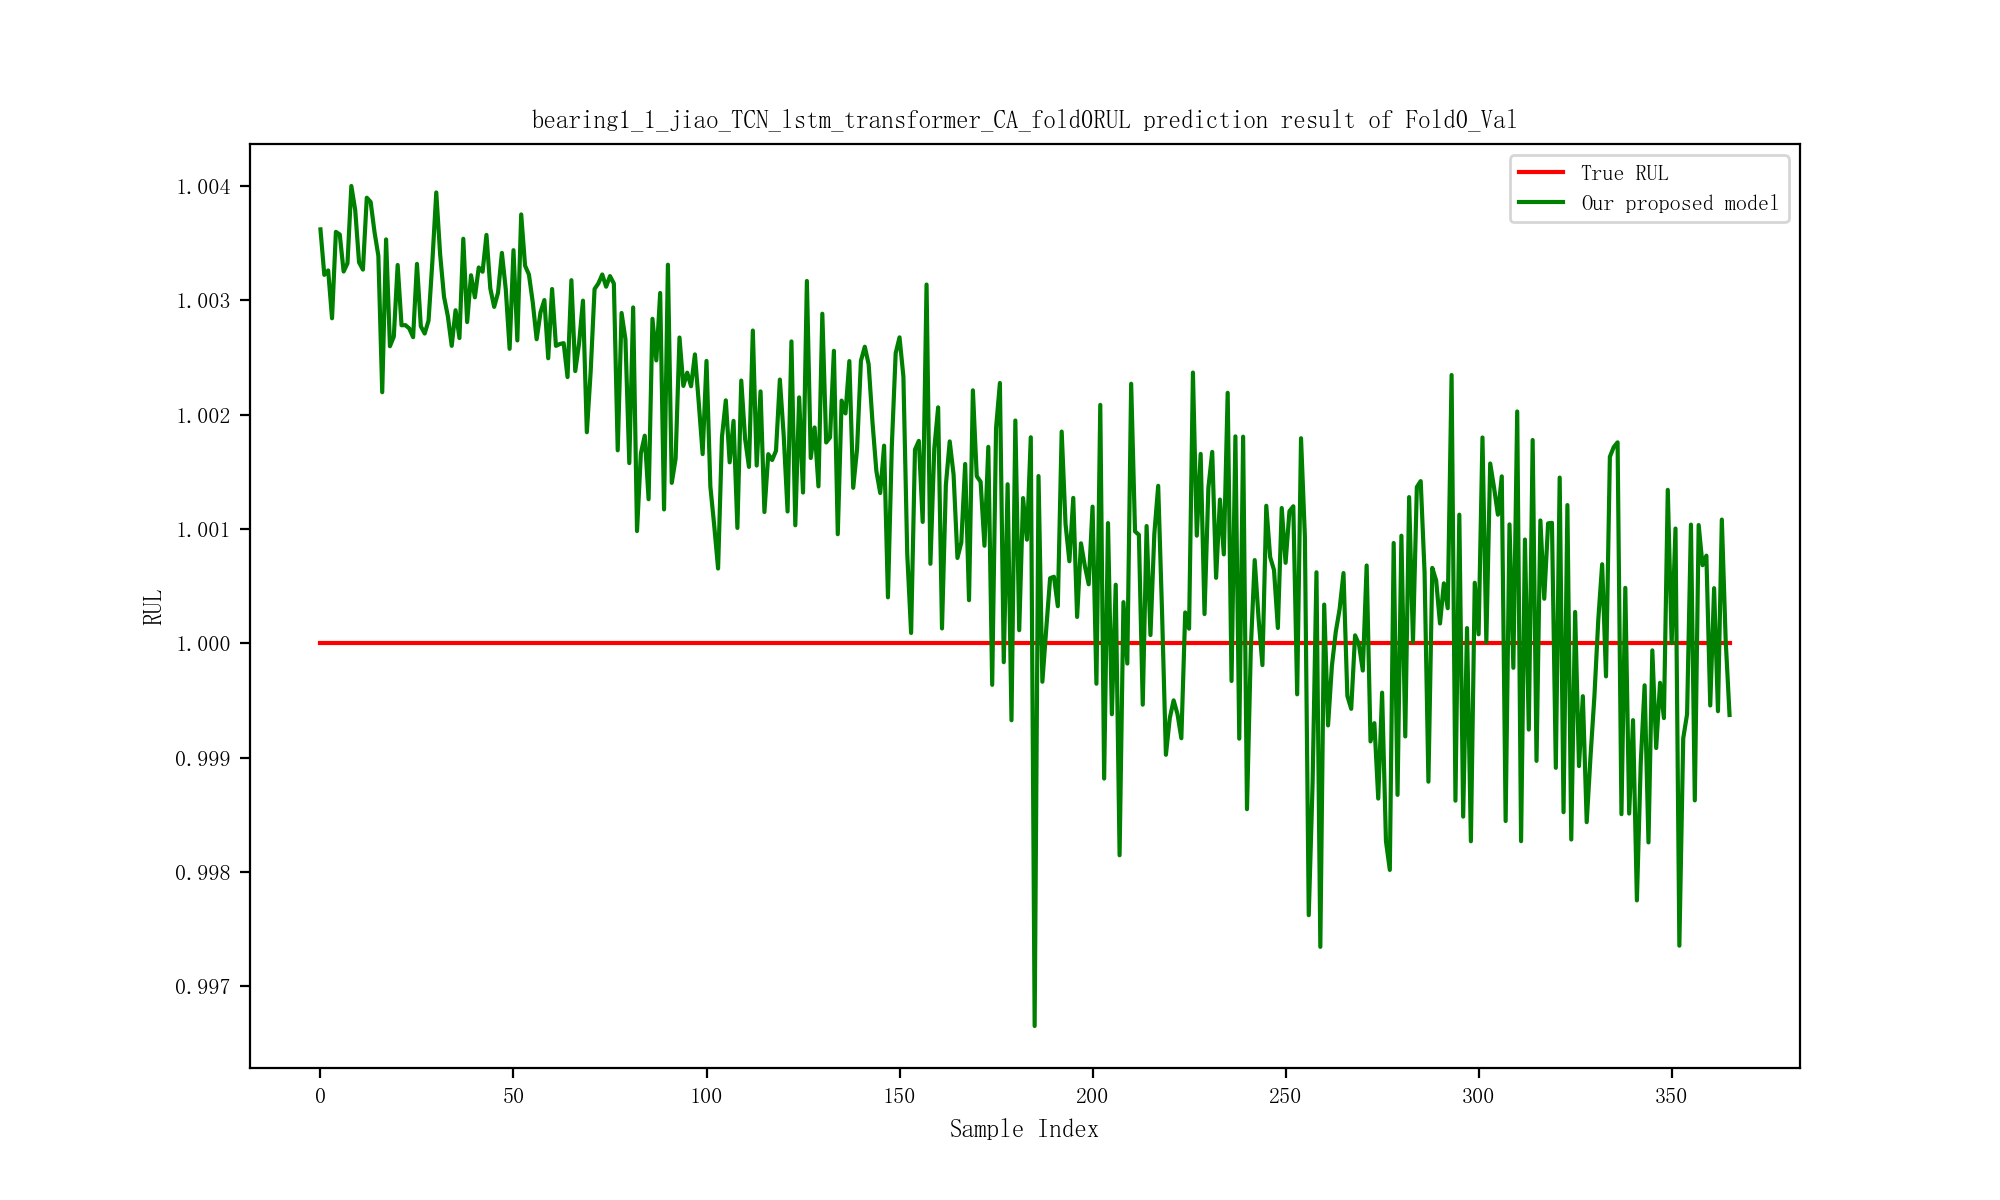 bearing1_1_jiao_TCN_lstm_transformer_CA_fold0RUL prediction result of Fold0_Val
True RUL
Our proposed model
1.004
1.003
1.002
1.001
1.000
0.999
0.998
0.997
RUL
0 50 100 150 200 250 300 350
Sample Index